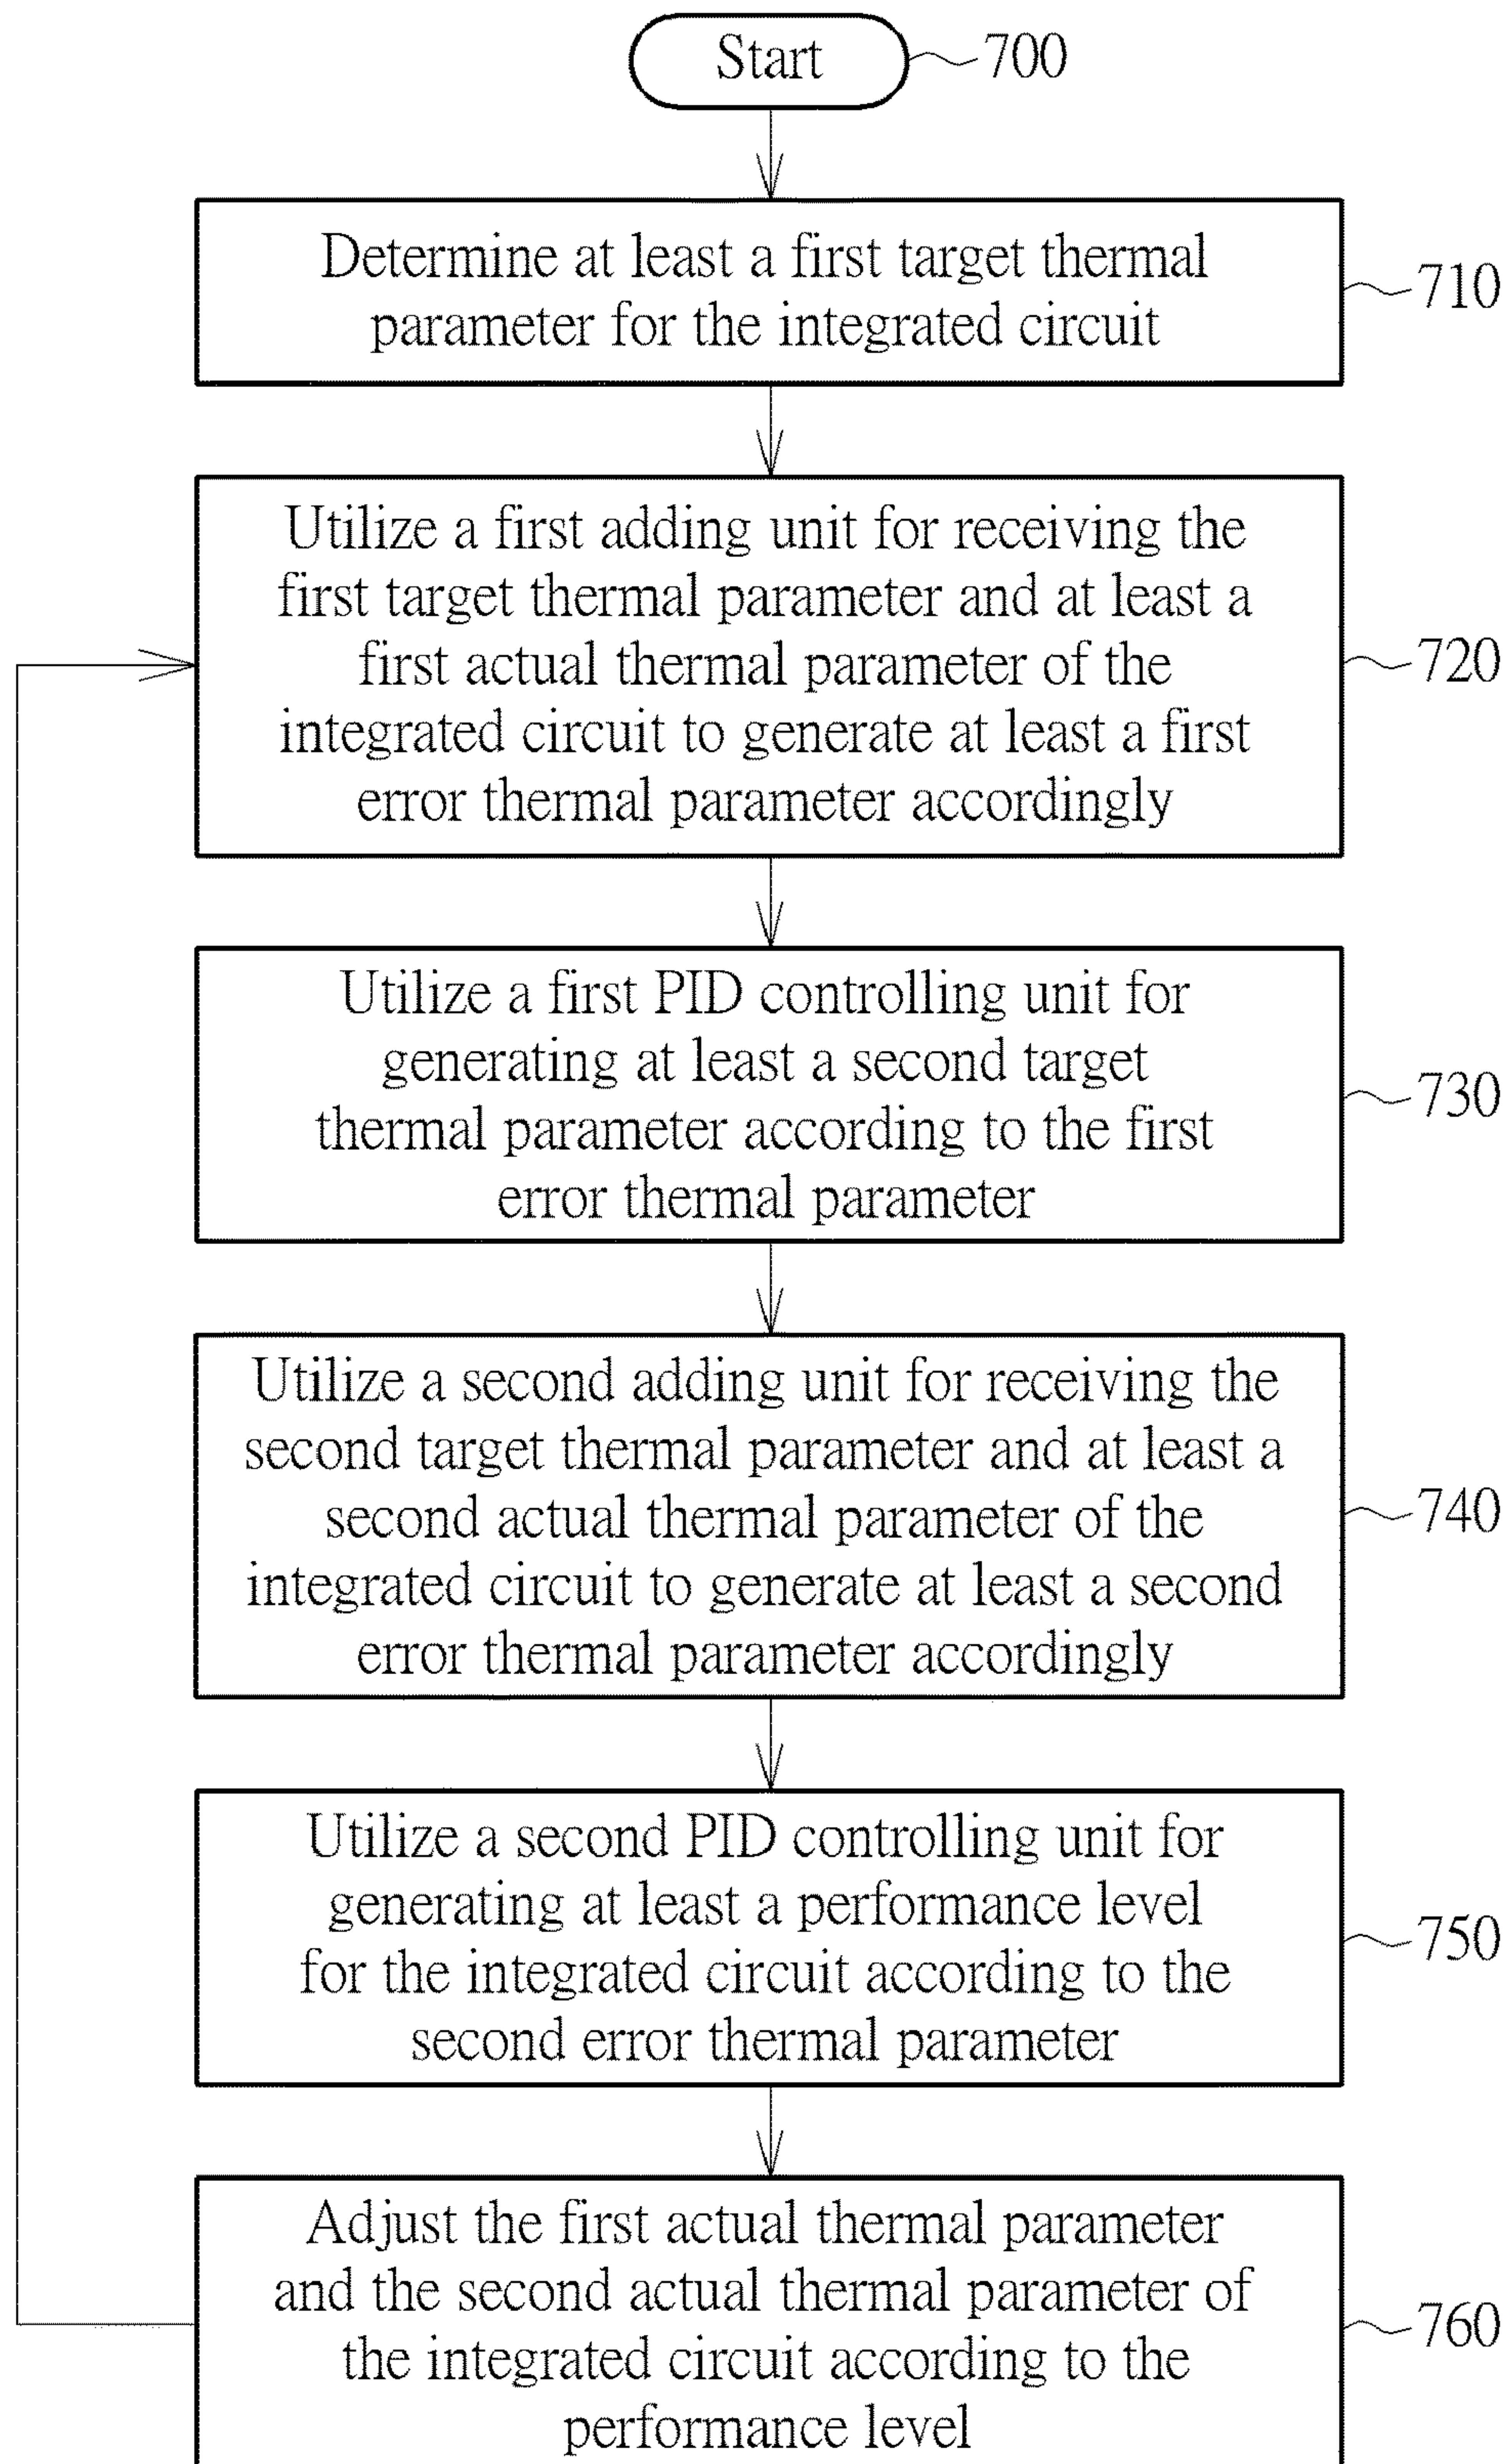 Start
700
Determine at least a first target thermal
parameter for the integrated circuit
710
Utilize a first adding unit for receiving the
first target thermal parameter and at least a
first actual thermal parameter of the
integrated circuit to generate at least a first
error thermal parameter accordingly
720
Utilize a first PID controlling unit for
generating at least a second target
thermal parameter according to the first
error thermal parameter
730
Utilize a second adding unit for receiving the
second target thermal parameter and at least a
second actual thermal parameter of the
integrated circuit to generate at least a second
error thermal parameter accordingly
740
Utilize a second PID controlling unit for
generating at least a performance level
for the integrated circuit according to the
second error thermal parameter
750
Adjust the first actual thermal parameter
and the second actual thermal parameter of
the integrated circuit according to the
performance level
760